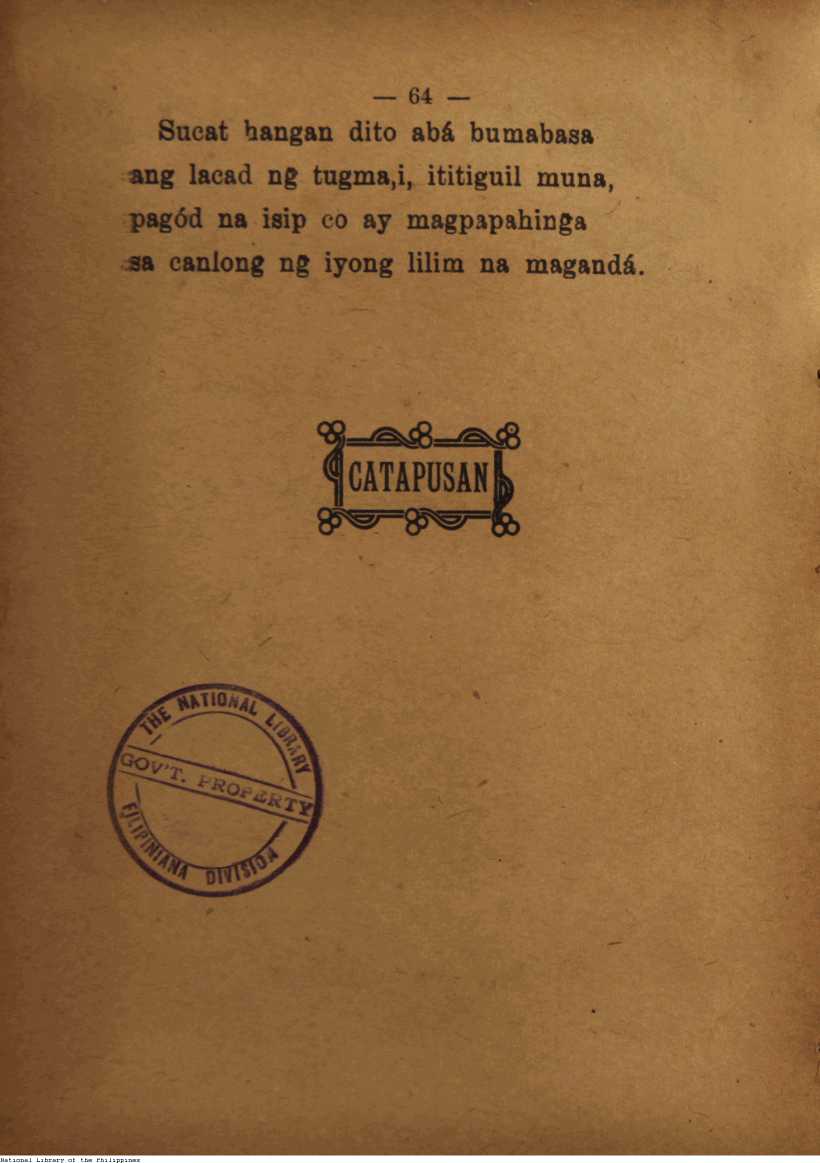 — 64 —
Sucat hangan dito abá bumabasa
ang lacad ng tugma,i, ititiguil muna,
pagód na isip co ay magpapahinga
sa canlong ng iyong lilim na magandá.
CATAPUSAN
THE NATIONAL LIBRARY
GOV'T. PROPERTY
FILIPINIANA DIVISION
National Library of the Philippines